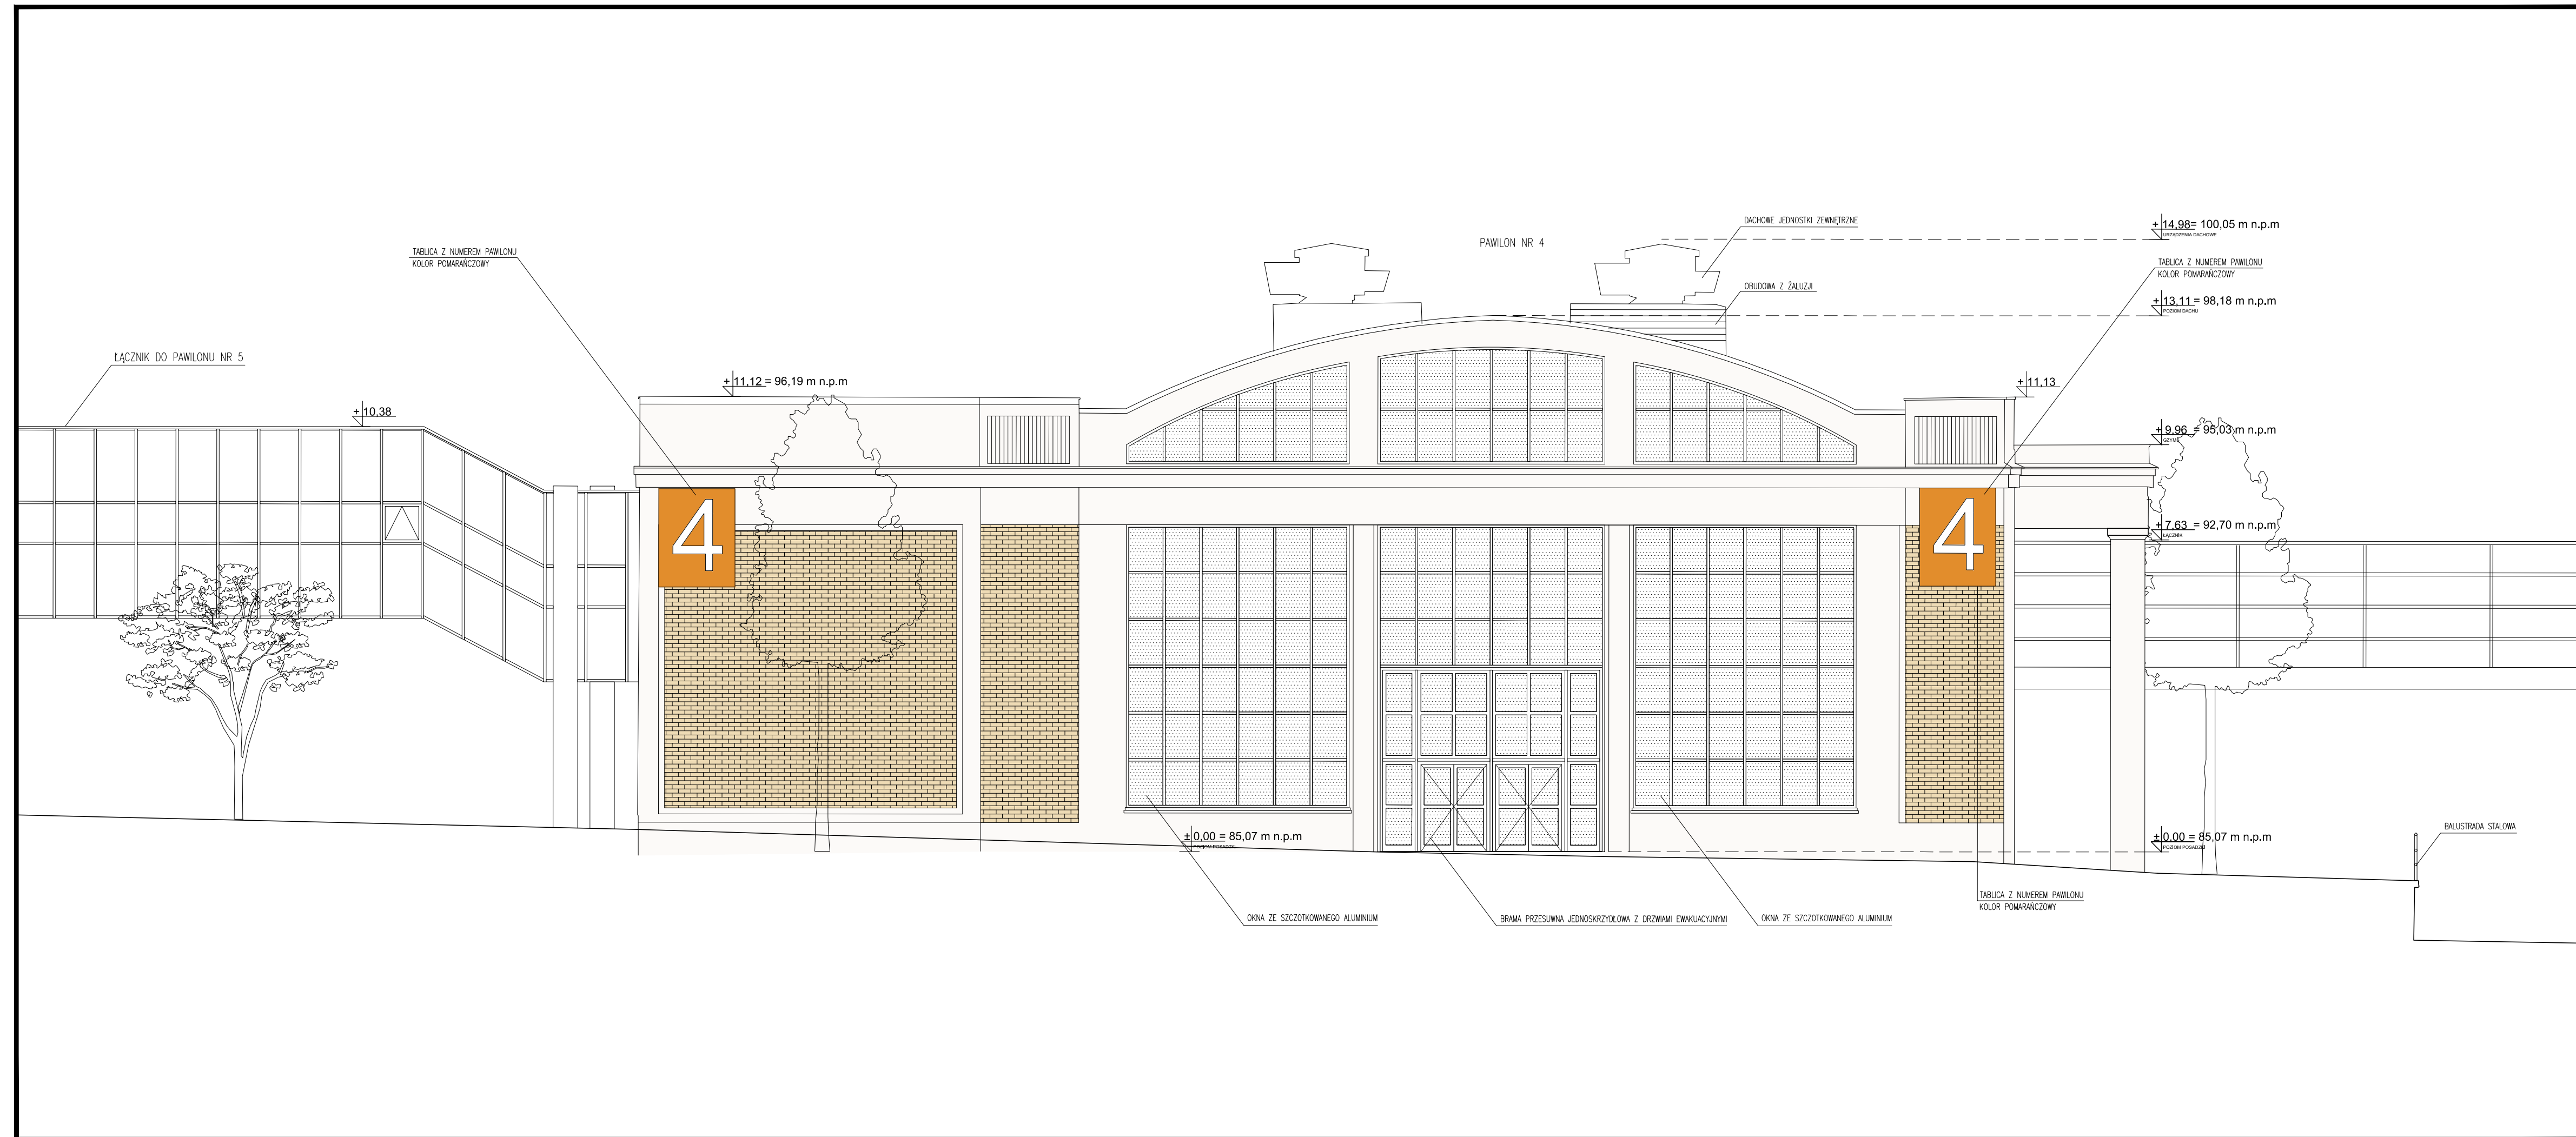 DACHOWE JEDNOSTKI ZEWNĘTRZNE
+ 14,98= 100,05 m n.p.m
URZĄDZENIA DACHOWE
PAWILON NR 4
TABLICA Z NUMEREM PAWILONU
KOLOR POMARAŃCZOWY
TABLICA Z NUMEREM PAWILONU
KOLOR POMARAŃCZOWY
OBUDOWA Z ŻALUZJI
+ 13,11 = 98,18 m n.p.m
POZIOM DACHU
ŁĄCZNIK DO PAWILONU NR 5
+ 11,12 = 96,19 m n.p.m
+ 11,13
+ 10,38
+ 9,96 = 95,03 m n.p.m
GZYMS
4
4
+ 7,63 = 92,70 m n.p.m
ŁĄCZNIK
± 0,00 = 85,07 m n.p.m
POZIOM POSADZKI
± 0,00 = 85,07 m n.p.m
POZIOM POSADZKI
BALUSTRADA STALOWA
TABLICA Z NUMEREM PAWILONU
KOLOR POMARAŃCZOWY
OKNA ZE SZCZOTKOWANEGO ALUMINIUM
BRAMA PRZESUWNA JEDNOSKRZYDŁOWA Z DRZWIAMI EWAKUACYJNYMI
OKNA ZE SZCZOTKOWANEGO ALUMINIUM